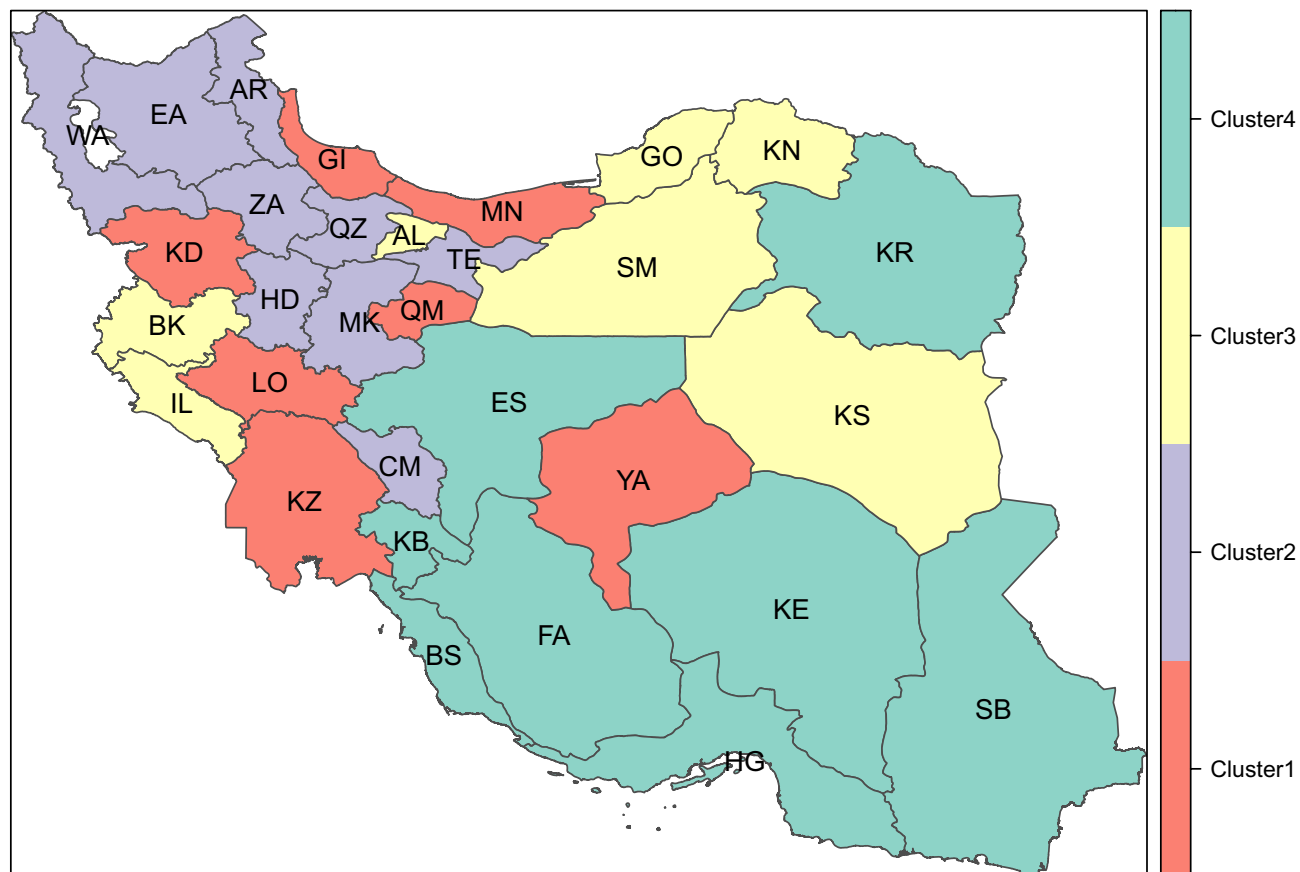 AR
EA
WA
GI
GO
KN
ZA
MN
QZ
AL
KD
TE
SM
KR
HD
QM
BK
MK
LO
IL
ES
KS
CM
YA
KZ
KB
KE
FA
BS
SB
HG
Cluster4
Cluster3
Cluster2
Cluster1